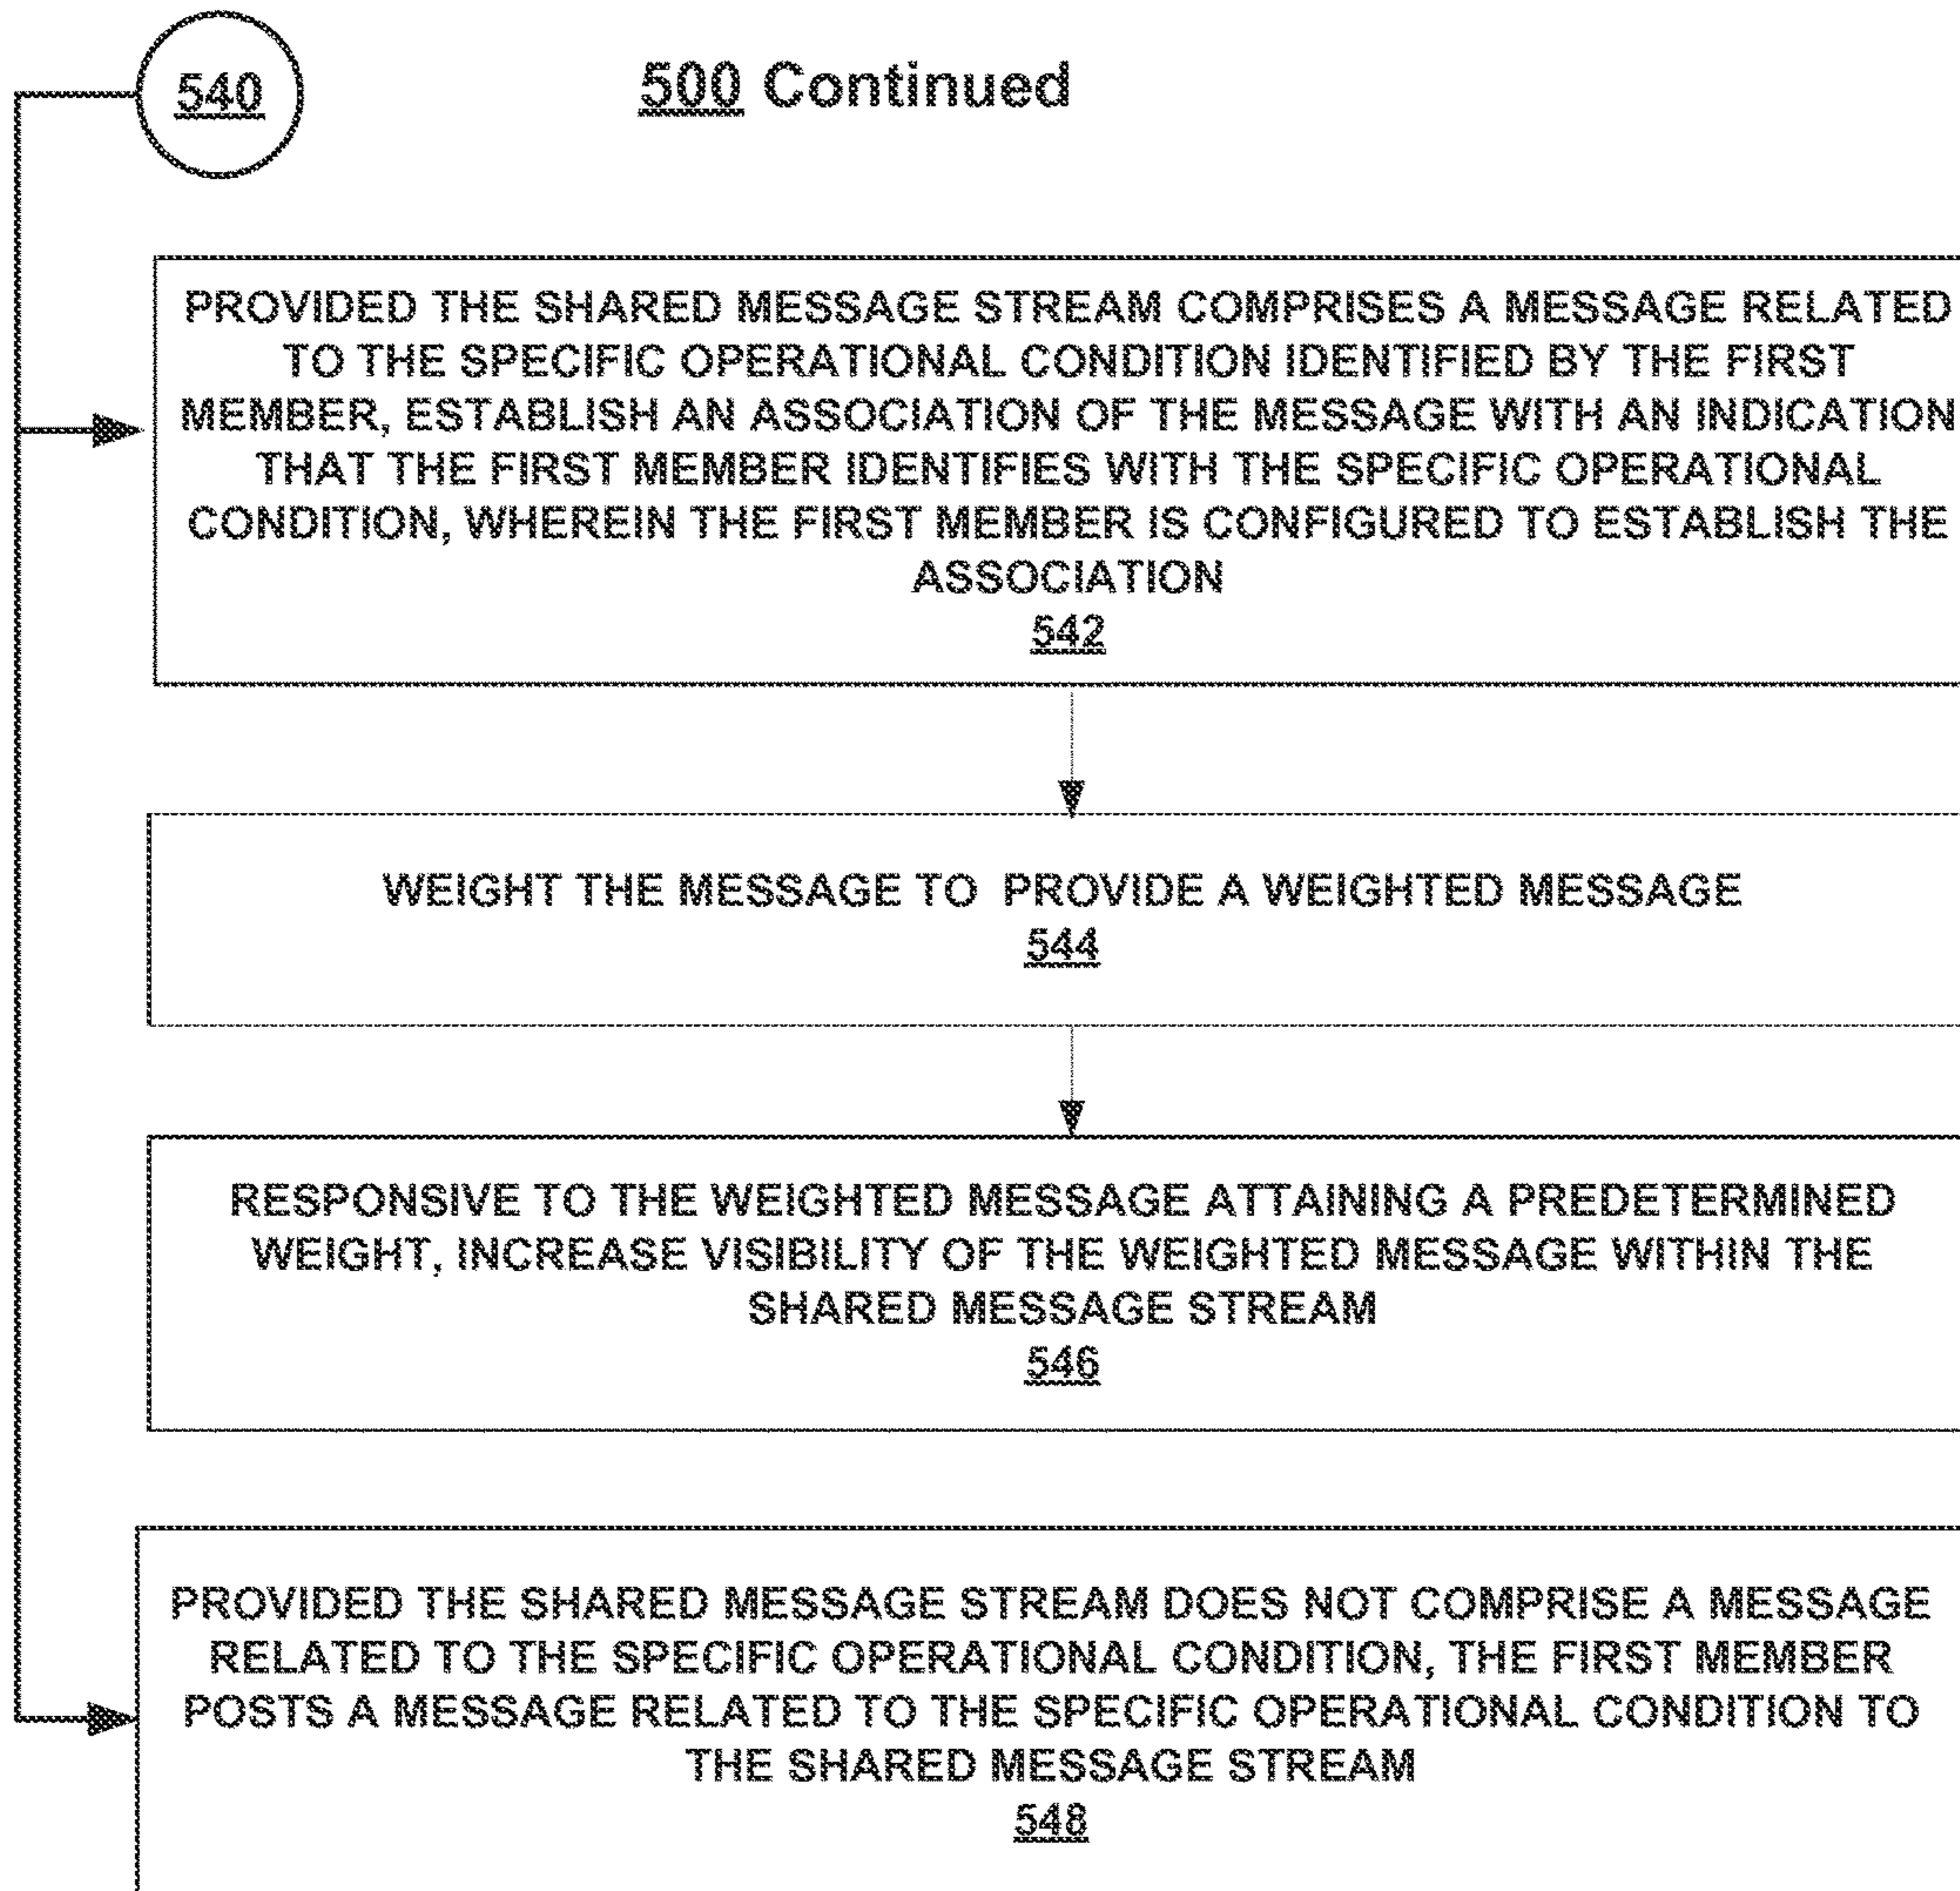 540
500 Continued
PROVIDED THE SHARED MESSAGE STREAM COMPRISES A MESSAGE RELATED
TO THE SPECIFIC OPERATIONAL CONDITION IDENTIFIED BY THE FIRST
MEMBER, ESTABLISH AN ASSOCIATION OF THE MESSAGE WITH AN INDICATION
THAT THE FIRST MEMBER IDENTIFIES WITH THE SPECIFIC OPERATIONAL
CONDITION, WHEREIN THE FIRST MEMBER IS CONFIGURED TO ESTABLISH THE
ASSOCIATION
542
WEIGHT THE MESSAGE TO PROVIDE A WEIGHTED MESSAGE
544
RESPONSIVE TO THE WEIGHTED MESSAGE ATTAINING A PREDETERMINED
WEIGHT, INCREASE VISIBILITY OF THE WEIGHTED MESSAGE WITHIN THE
SHARED MESSAGE STREAM
546
PROVIDED THE SHARED MESSAGE STREAM DOES NOT COMPRISE A MESSAGE
RELATED TO THE SPECIFIC OPERATIONAL CONDITION, THE FIRST MEMBER
POSTS A MESSAGE RELATED TO THE SPECIFIC OPERATIONAL CONDITION TO
THE SHARED MESSAGE STREAM
548